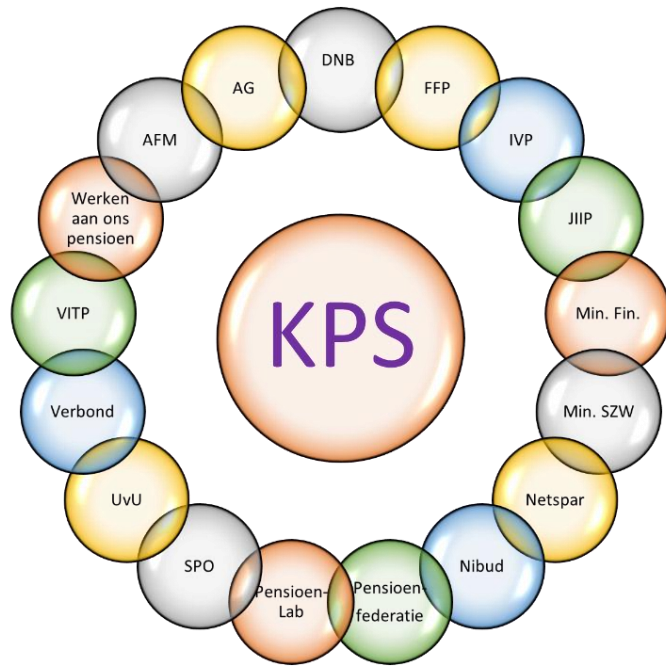 DNB
FFP
IVP
JIIP
Min. Fin.
Min. SZW
Netspar
Nibud
Pensioen-
federatie
Pensioen-
Lab
SPO
UvU
Verbond
VITP
Werken
aan ons
pensioen
AFM
AG
KPS